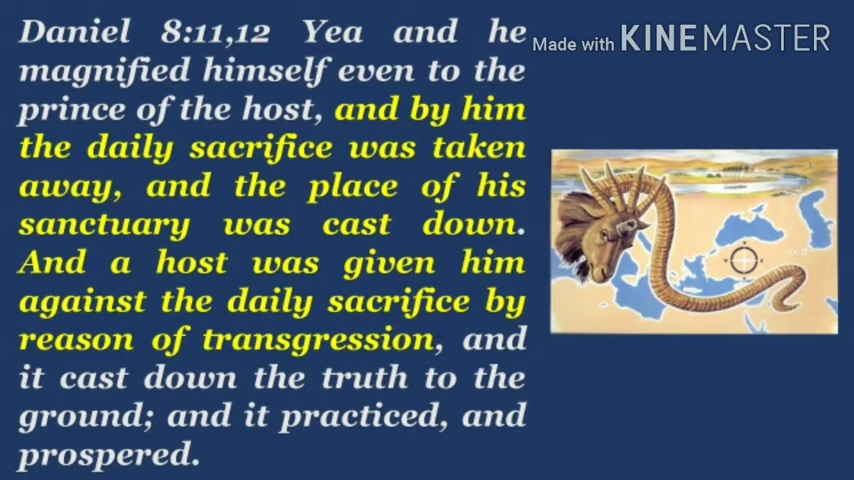 Daniel 8:11,12 Yea and he
magnified himself even to the
prince of the host, and by him
the daily sacrifice was taken
away, and the place of his
sanctuary was cast down.
And a host was given him
against the daily sacrifice by
reason of transgression, and
it cast down the truth to the
ground; and it practiced, and
prospered.
Made with KINEMASTER